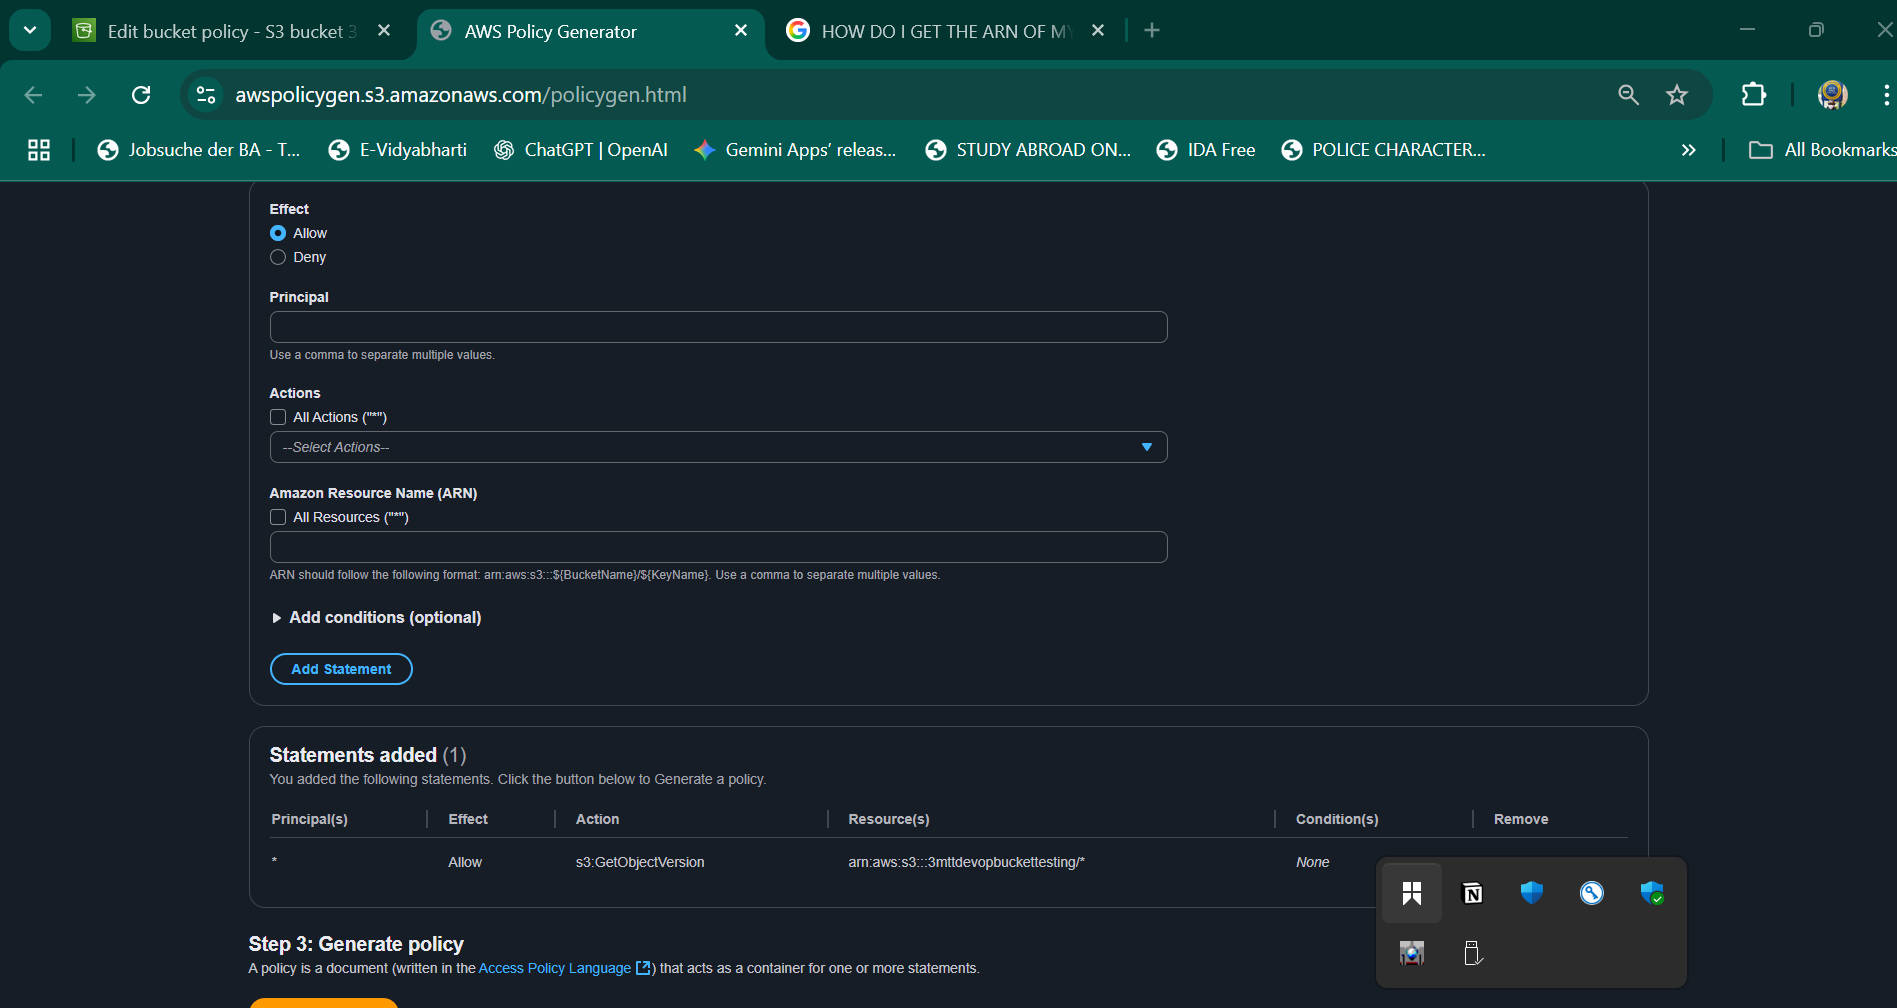 Edit bucket policy - S3 bucket 3
AWS Policy Generator
HOW DO I GET THE ARN OF MY
awspolicygen.s3.amazonaws.com/policygen.html
Jobsuche der BA - T...
E-Vidyabharti
ChatGPT | OpenAI
Gemini Apps' releas...
STUDY ABROAD ON...
IDA Free
POLICE CHARACTER...
All Bookmarks
Effect
Allow
Deny
Principal
Use a comma to separate multiple values.
Actions
All Actions ("*")
--Select Actions--
Amazon Resource Name (ARN)
All Resources ("*")
ARN should follow the following format: arn:aws:s3:::${BucketName}/${KeyName}. Use a comma to separate multiple values.
Add conditions (optional)
Add Statement
Statements added (1)
You added the following statements. Click the button below to Generate a policy.
Principal(s) Effect Action Resource(s) Condition(s) Remove
* Allow s3:GetObjectVersion arn:aws:s3:::3mttdevopbuckettesting/* None
Step 3: Generate policy
A policy is a document (written in the Access Policy Language ) that acts as a container for one or more statements.